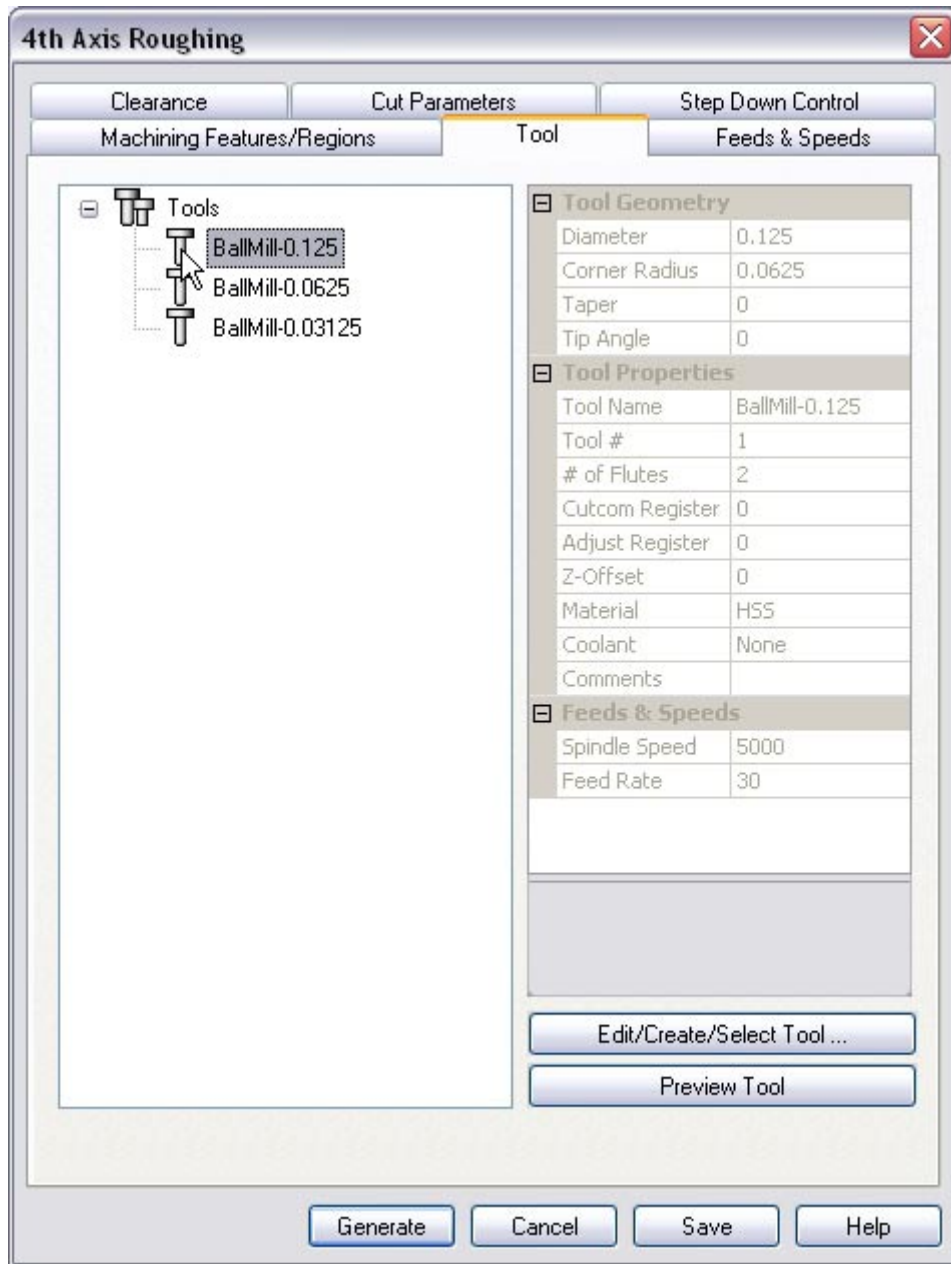 4th Axis Roughing
Clearance
Cut Parameters
Step Down Control
Machining Features/Regions
Tool
Feeds & Speeds
Tools
BallMill-0.125
BallMill-0.0625
BallMill-0.03125
Tool Geometry
Diameter 0.125
Corner Radius 0.0625
Taper 0
Tip Angle 0
Tool Properties
Tool Name BallMill-0.125
Tool # 1
# of Flutes 2
Cutcom Register 0
Adjust Register 0
Z-Offset 0
Material HSS
Coolant None
Comments
Feeds & Speeds
Spindle Speed 5000
Feed Rate 30
Edit/Create/Select Tool ...
Preview Tool
Generate
Cancel
Save
Help